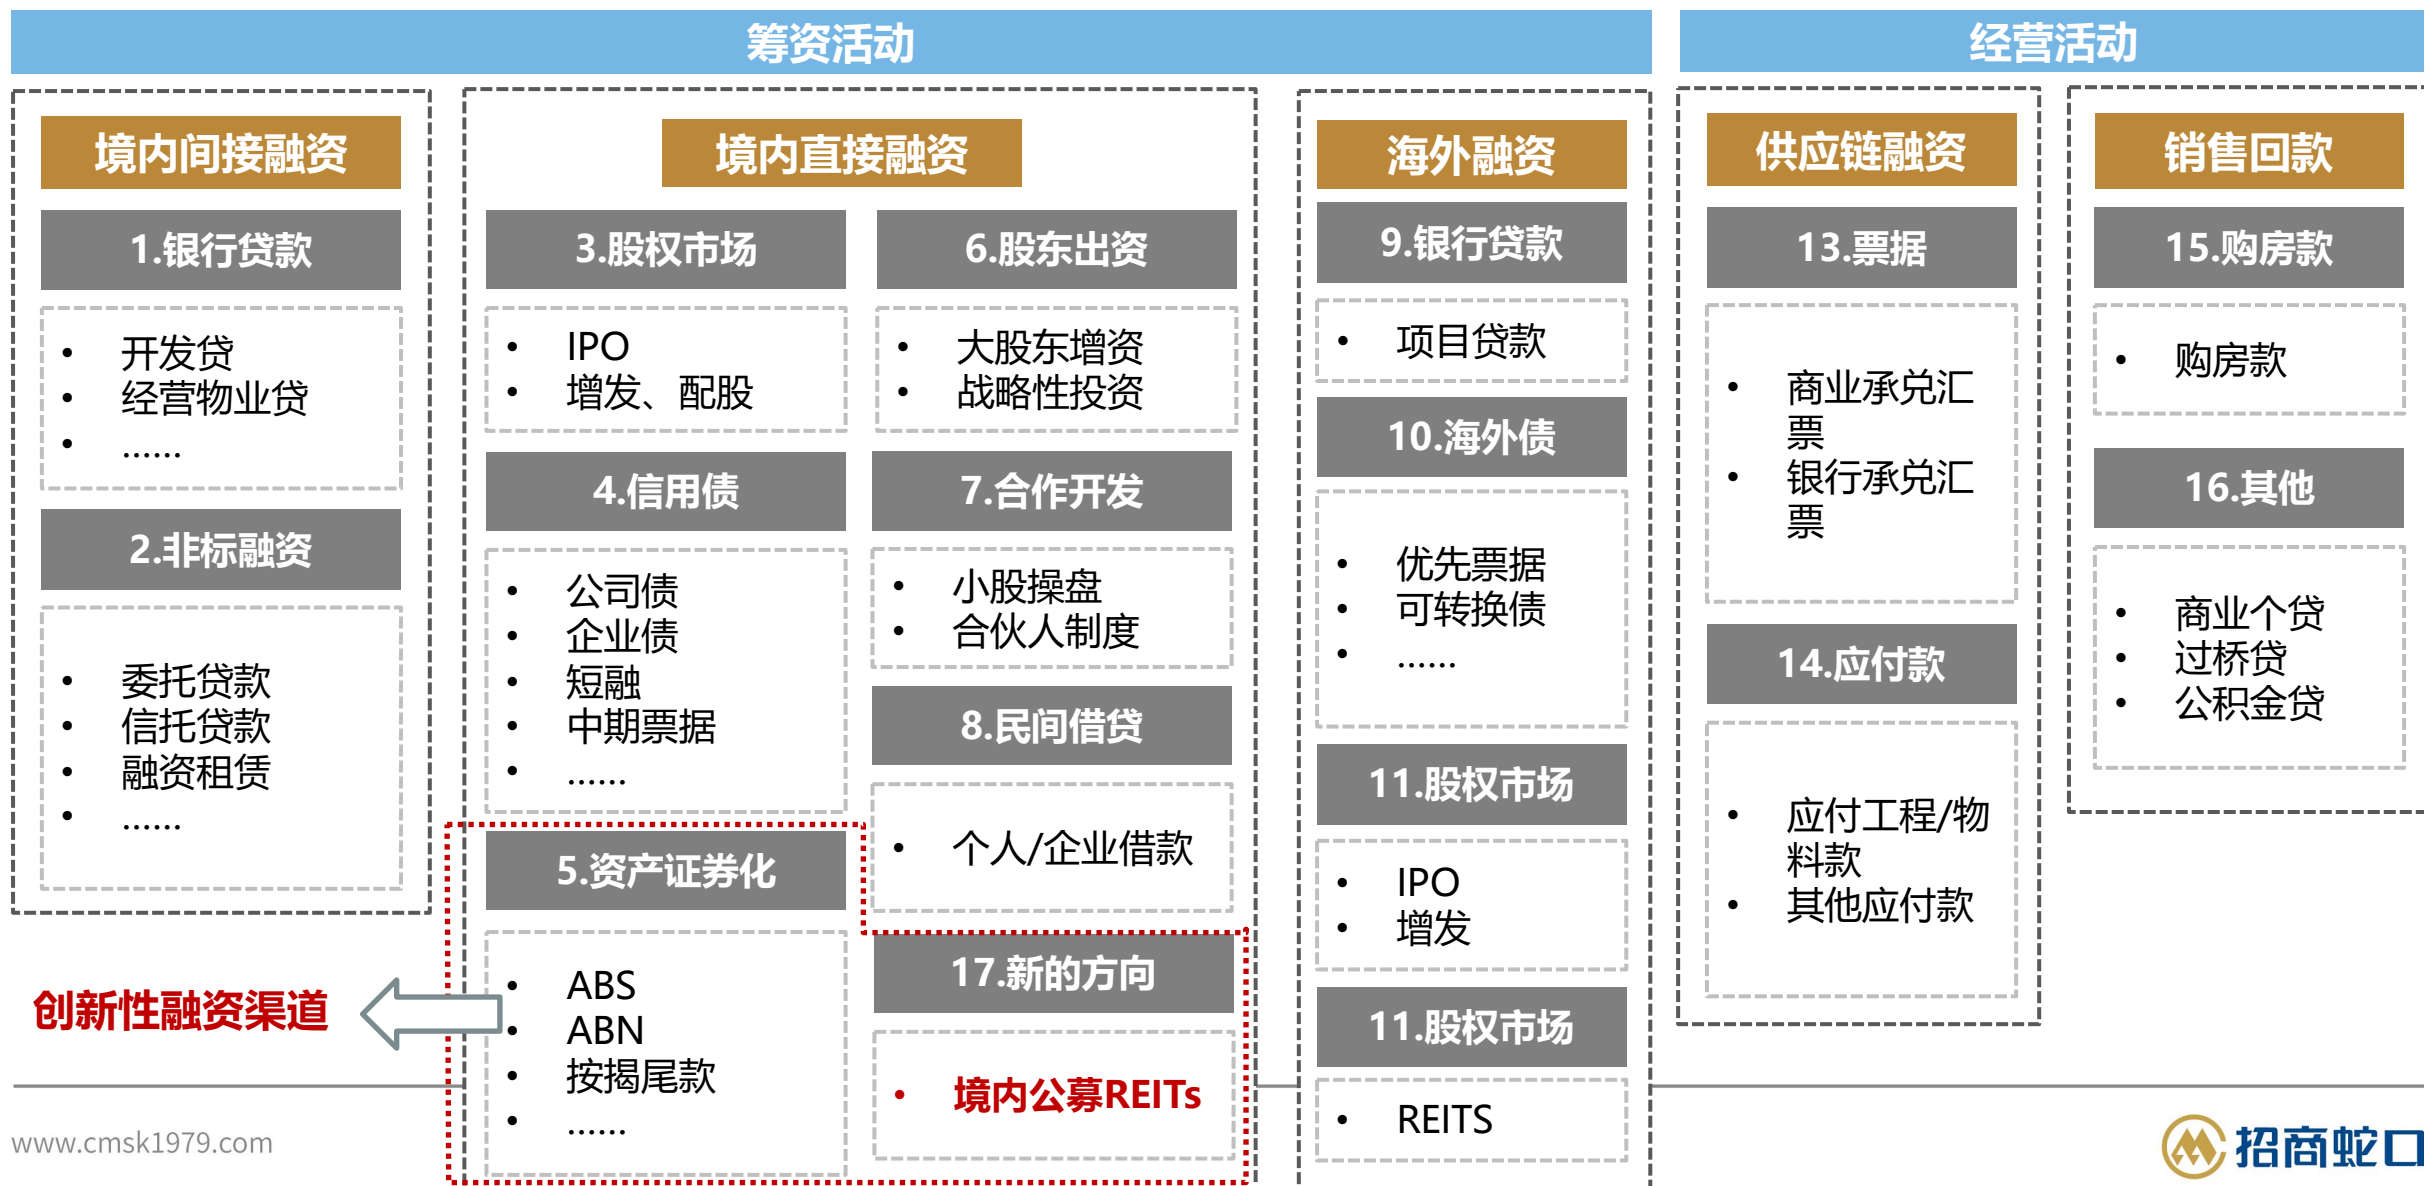 筹资活动
经营活动
境内间接融资
1.银行贷款
• 开发贷
• 经营物业贷
• ……
2.非标融资
• 委托贷款
• 信托贷款
• 融资租赁
• ……
创新性融资渠道
境内直接融资
3.股权市场
• IPO
• 增发、配股
4.信用债
• 公司债
• 企业债
• 短融
• 中期票据
• ……
5.资产证券化
• ABS
• ABN
• 按揭尾款
• ……
6.股东出资
• 大股东增资
• 战略性投资
7.合作开发
• 小股操盘
• 合伙人制度
8.民间借贷
• 个人/企业借款
17.新的方向
• 境内公募REITs
海外融资
9.银行贷款
• 项目贷款
10.海外债
• 优先票据
• 可转换债
• ……
11.股权市场
• IPO
• 增发
11.股权市场
• REITS
供应链融资
13.票据
• 商业承兑汇
票
• 银行承兑汇
票
14.应付款
• 应付工程/物
料款
• 其他应付款
销售回款
15.购房款
• 购房款
16.其他
• 商业个贷
• 过桥贷
• 公积金贷
www.cmsk1979.com
招商蛇口